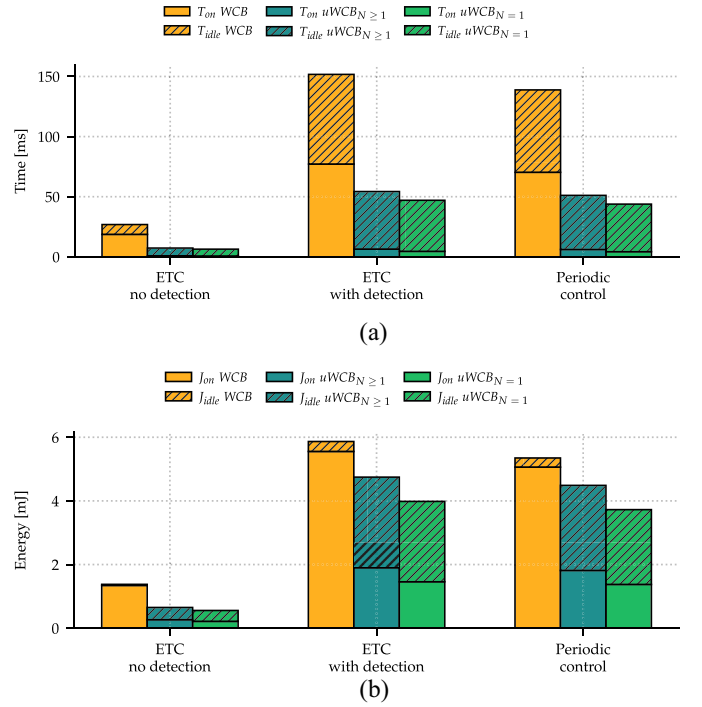 T_on WCB T_on uWCB_N ≥ 1 T_on uWCB_N = 1
T_idle WCB T_idle uWCB_N ≥ 1 T_idle uWCB_N = 1
150
100
50
0
Time [ms]
ETC
no detection
ETC
with detection
Periodic
control
(a)
J_on WCB J_on uWCB_N ≥ 1 J_on uWCB_N = 1
J_idle WCB J_idle uWCB_N ≥ 1 J_idle uWCB_N = 1
6
4
2
0
Energy [mJ]
ETC
no detection
ETC
with detection
Periodic
control
(b)